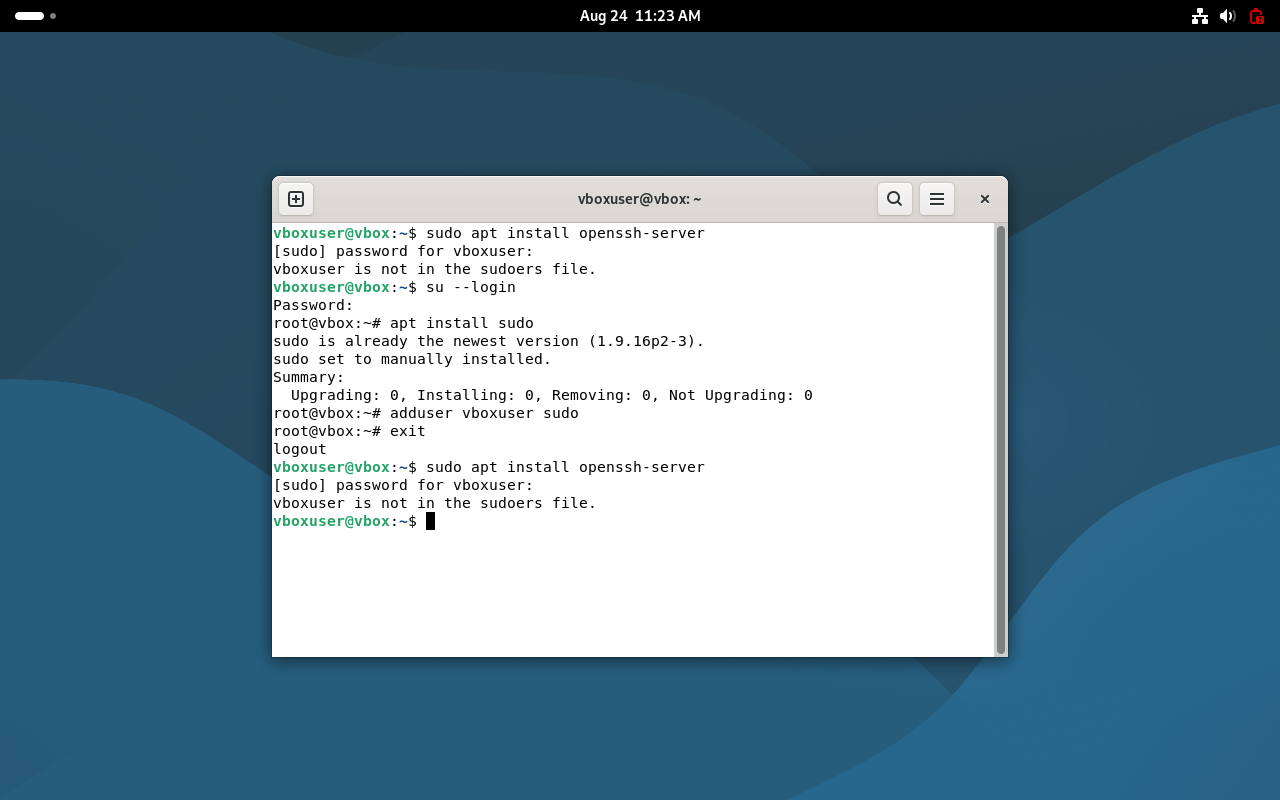 Aug 24 11:23 AM
vboxuser@vbox: ~
vboxuser@vbox:~$ sudo apt install openssh-server
[sudo] password for vboxuser:
vboxuser is not in the sudoers file.
vboxuser@vbox:~$ su --login
Password:
root@vbox:~# apt install sudo
sudo is already the newest version (1.9.16p2-3).
sudo set to manually installed.
Summary:
  Upgrading: 0, Installing: 0, Removing: 0, Not Upgrading: 0
root@vbox:~# adduser vboxuser sudo
root@vbox:~# exit
logout
vboxuser@vbox:~$ sudo apt install openssh-server
[sudo] password for vboxuser:
vboxuser is not in the sudoers file.
vboxuser@vbox:~$